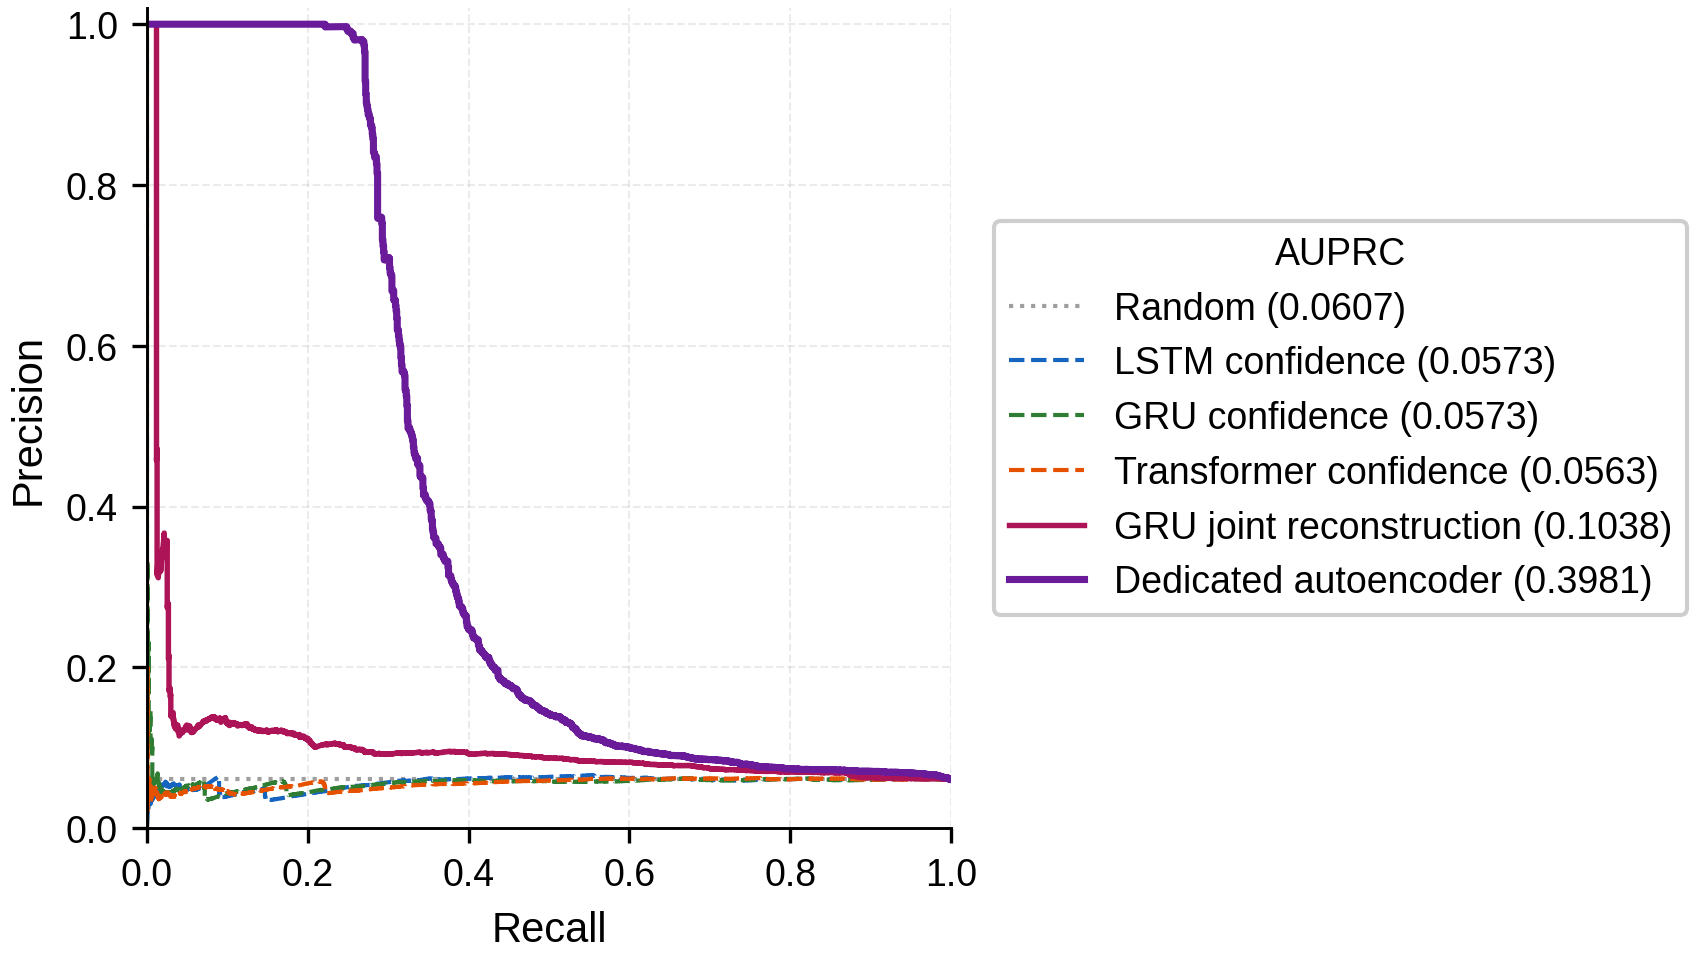 1.0
0.8
0.6
0.4
0.2
0.0
Precision
0.0 0.2 0.4 0.6 0.8 1.0
Recall
AUPRC
Random (0.0607)
LSTM confidence (0.0573)
GRU confidence (0.0573)
Transformer confidence (0.0563)
GRU joint reconstruction (0.1038)
Dedicated autoencoder (0.3981)